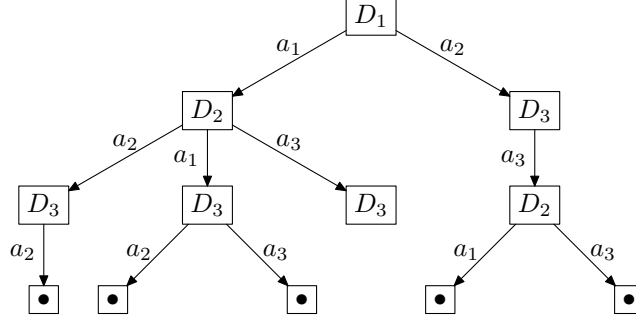 D₁
a₁ a₂
D₂ D₃
a₂ a₁ a₃ a₃
D₃ D₃ D₃ D₂
a₂ a₂ a₃ a₁ a₃